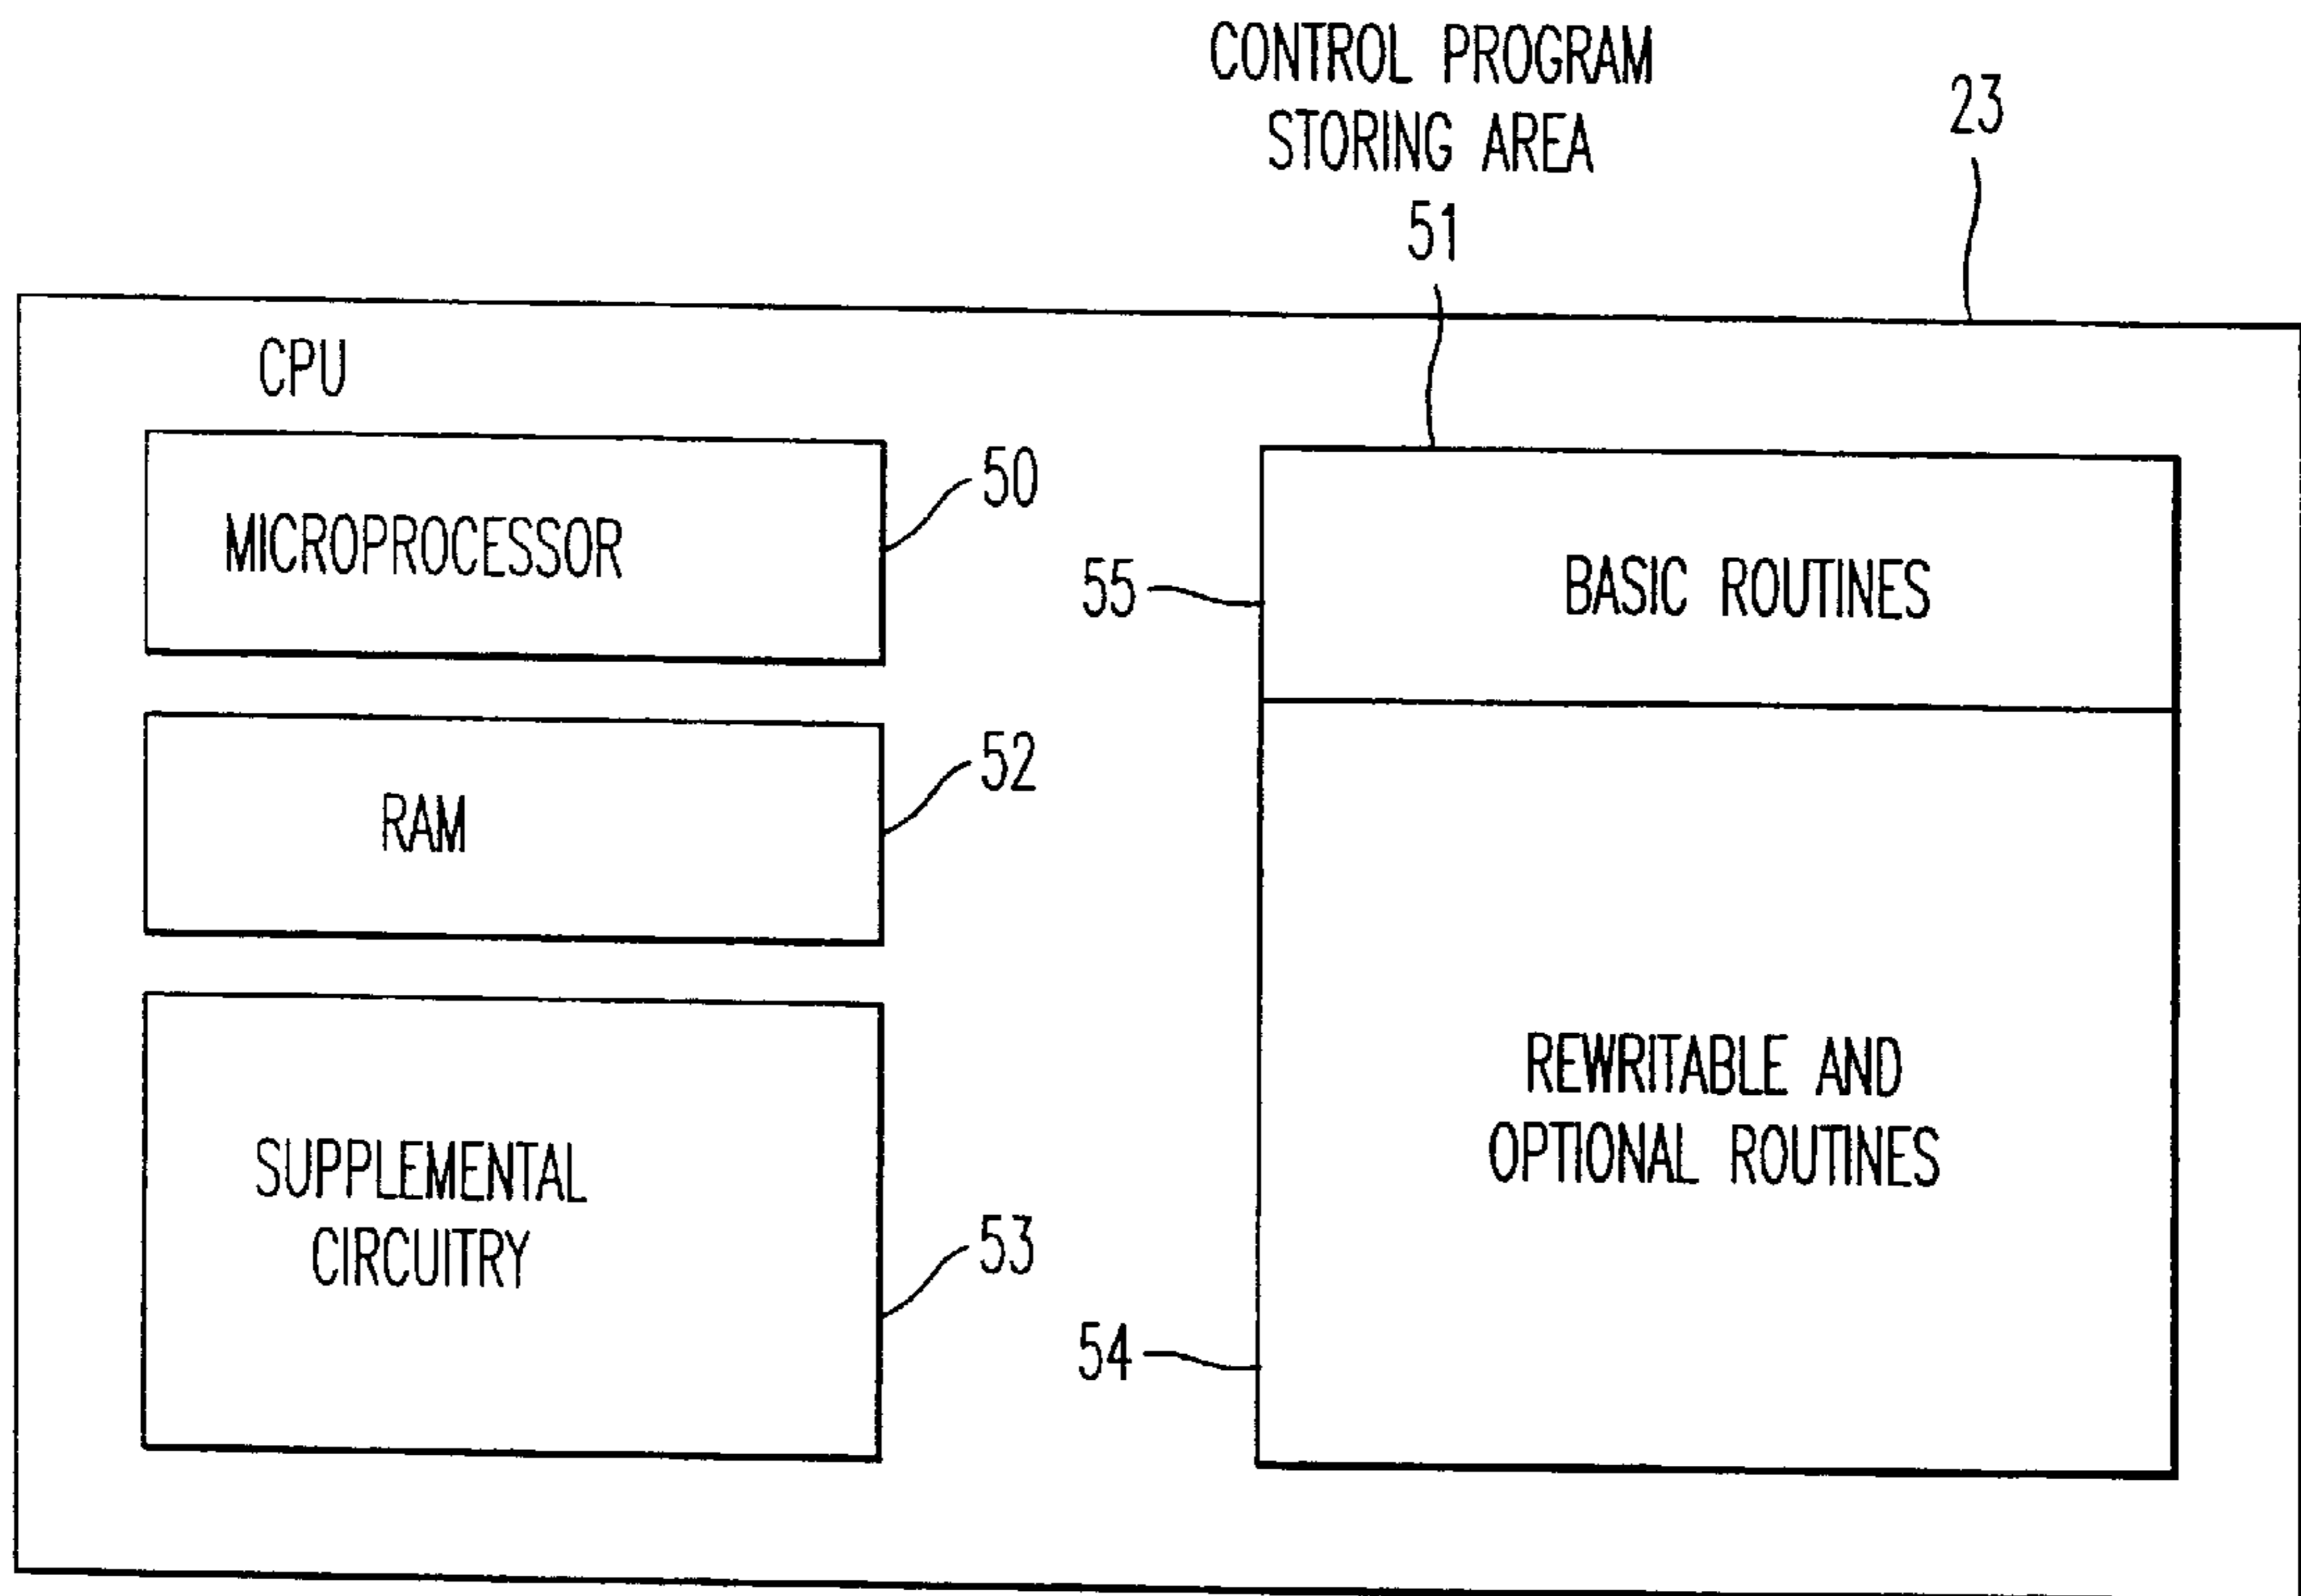 CONTROL PROGRAM
STORING AREA
51
23
CPU
MICROPROCESSOR
50
55
BASIC ROUTINES
RAM
52
REWRITABLE AND
OPTIONAL ROUTINES
SUPPLEMENTAL
CIRCUITRY
53
54